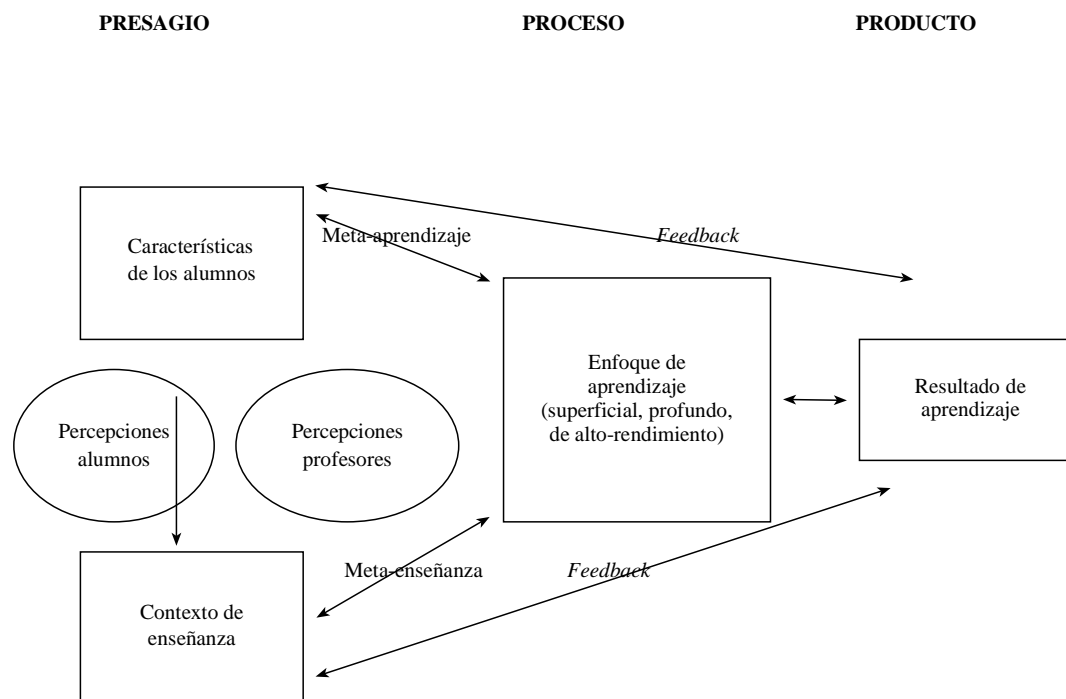 PRESAGIO
PROCESO
PRODUCTO
Características
de los alumnos
Meta-aprendizaje
Feedback
Enfoque de
aprendizaje
(superficial, profundo,
de alto-rendimiento)
Resultado de
aprendizaje
Percepciones
alumnos
Percepciones
profesores
Meta-enseñanza
Feedback
Contexto de
enseñanza